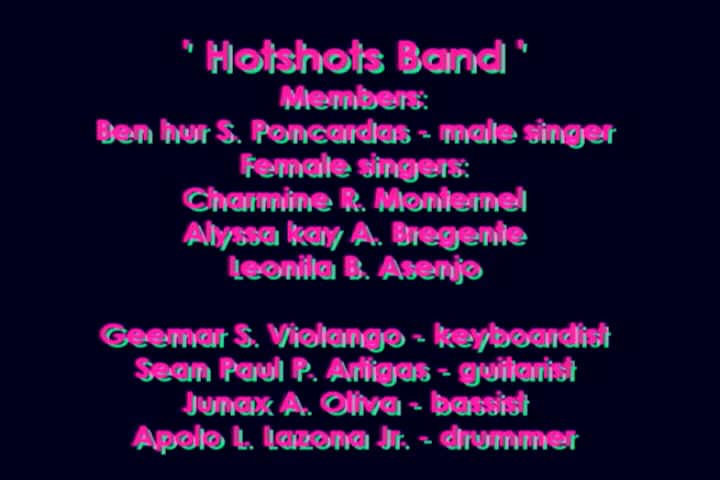 ' Hotshots Band '
Members:
Ben hur S. Poncardas - male singer
Female singers:
Charmine R. Monternel
Alyssa kay A. Bregente
Leonila B. Asenjo
Geemar S. Violango - keyboardist
Sean Paul P. Artigas - guitarist
Junax A. Oliva - bassist
Apolo L. Lazona Jr. - drummer